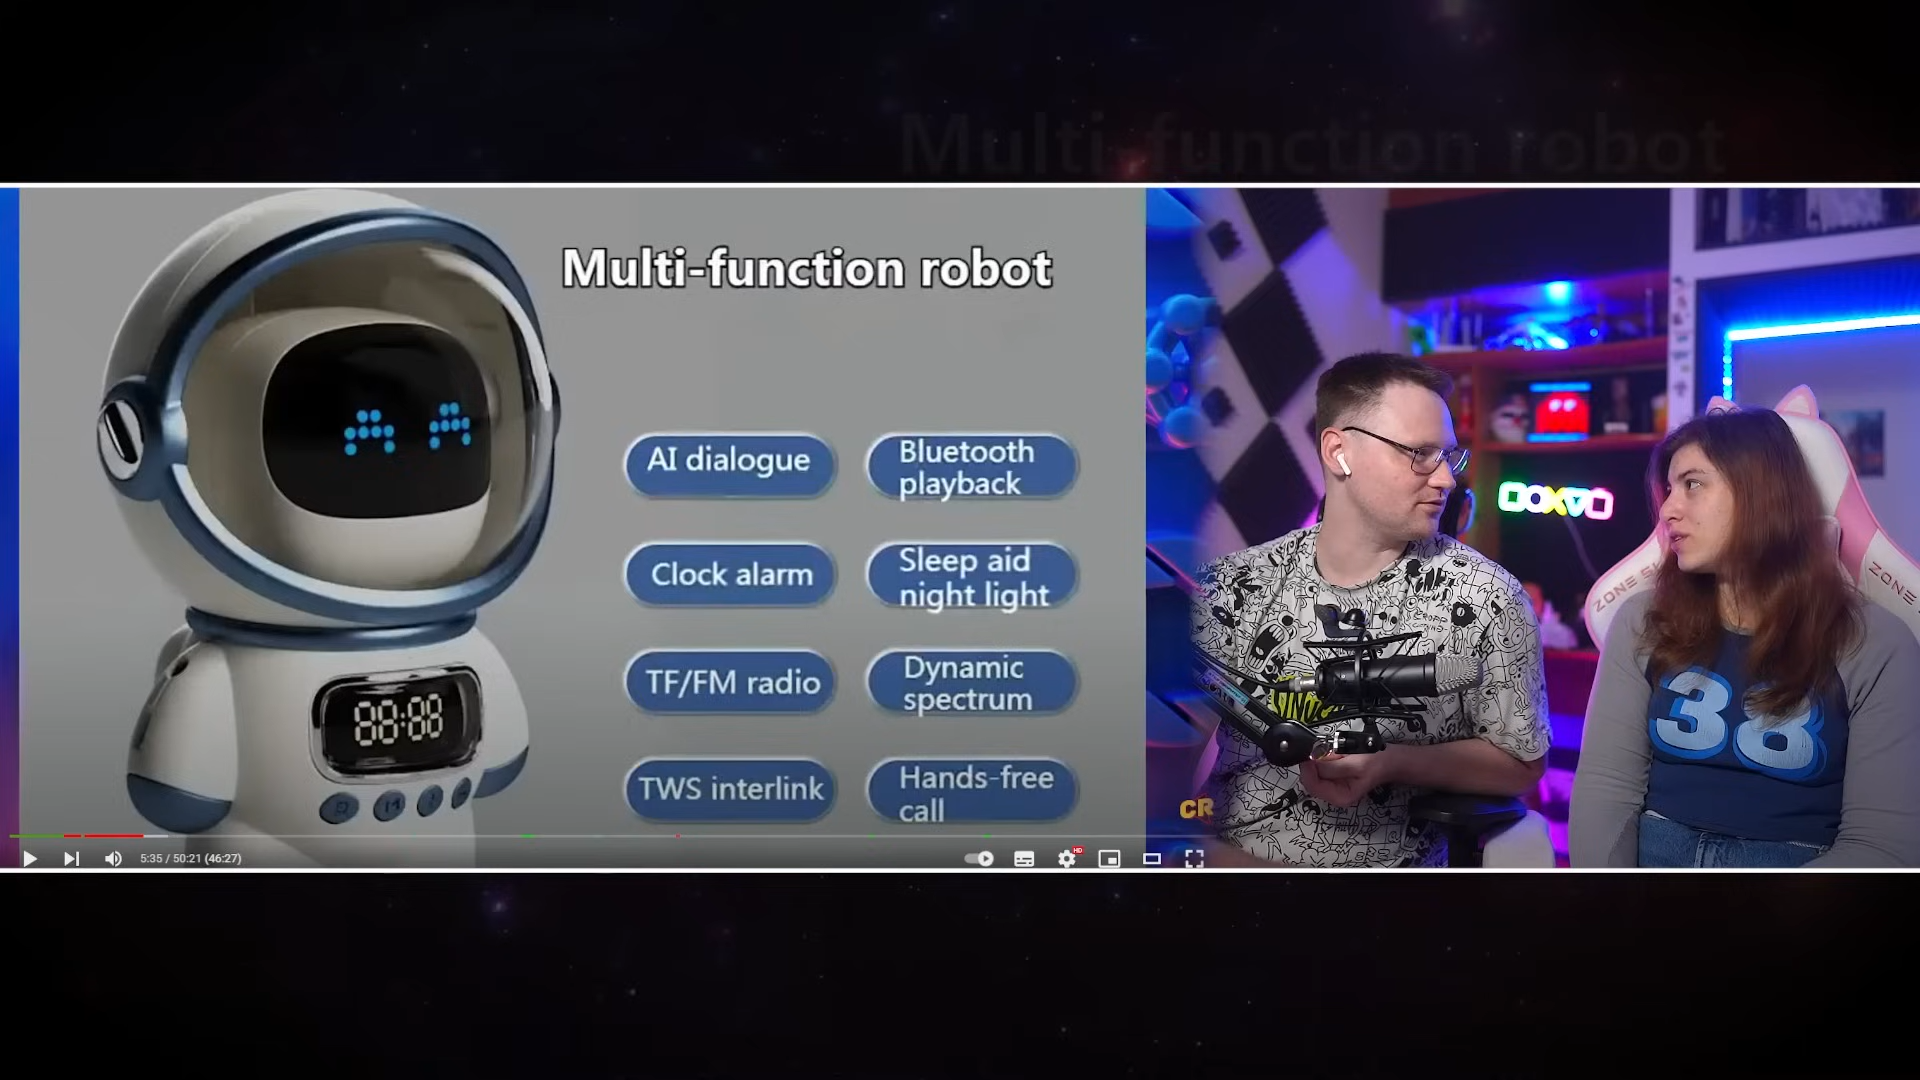 Multi-function robot
Multi-function robot
AI dialogue
Bluetooth
playback
Clock alarm
Sleep aid
night light
TF/FM radio
Dynamic
spectrum
TWS interlink
Hands-free
call
88:88
CR
5:35 / 50:21 (46:27)
HD
ZONE
38